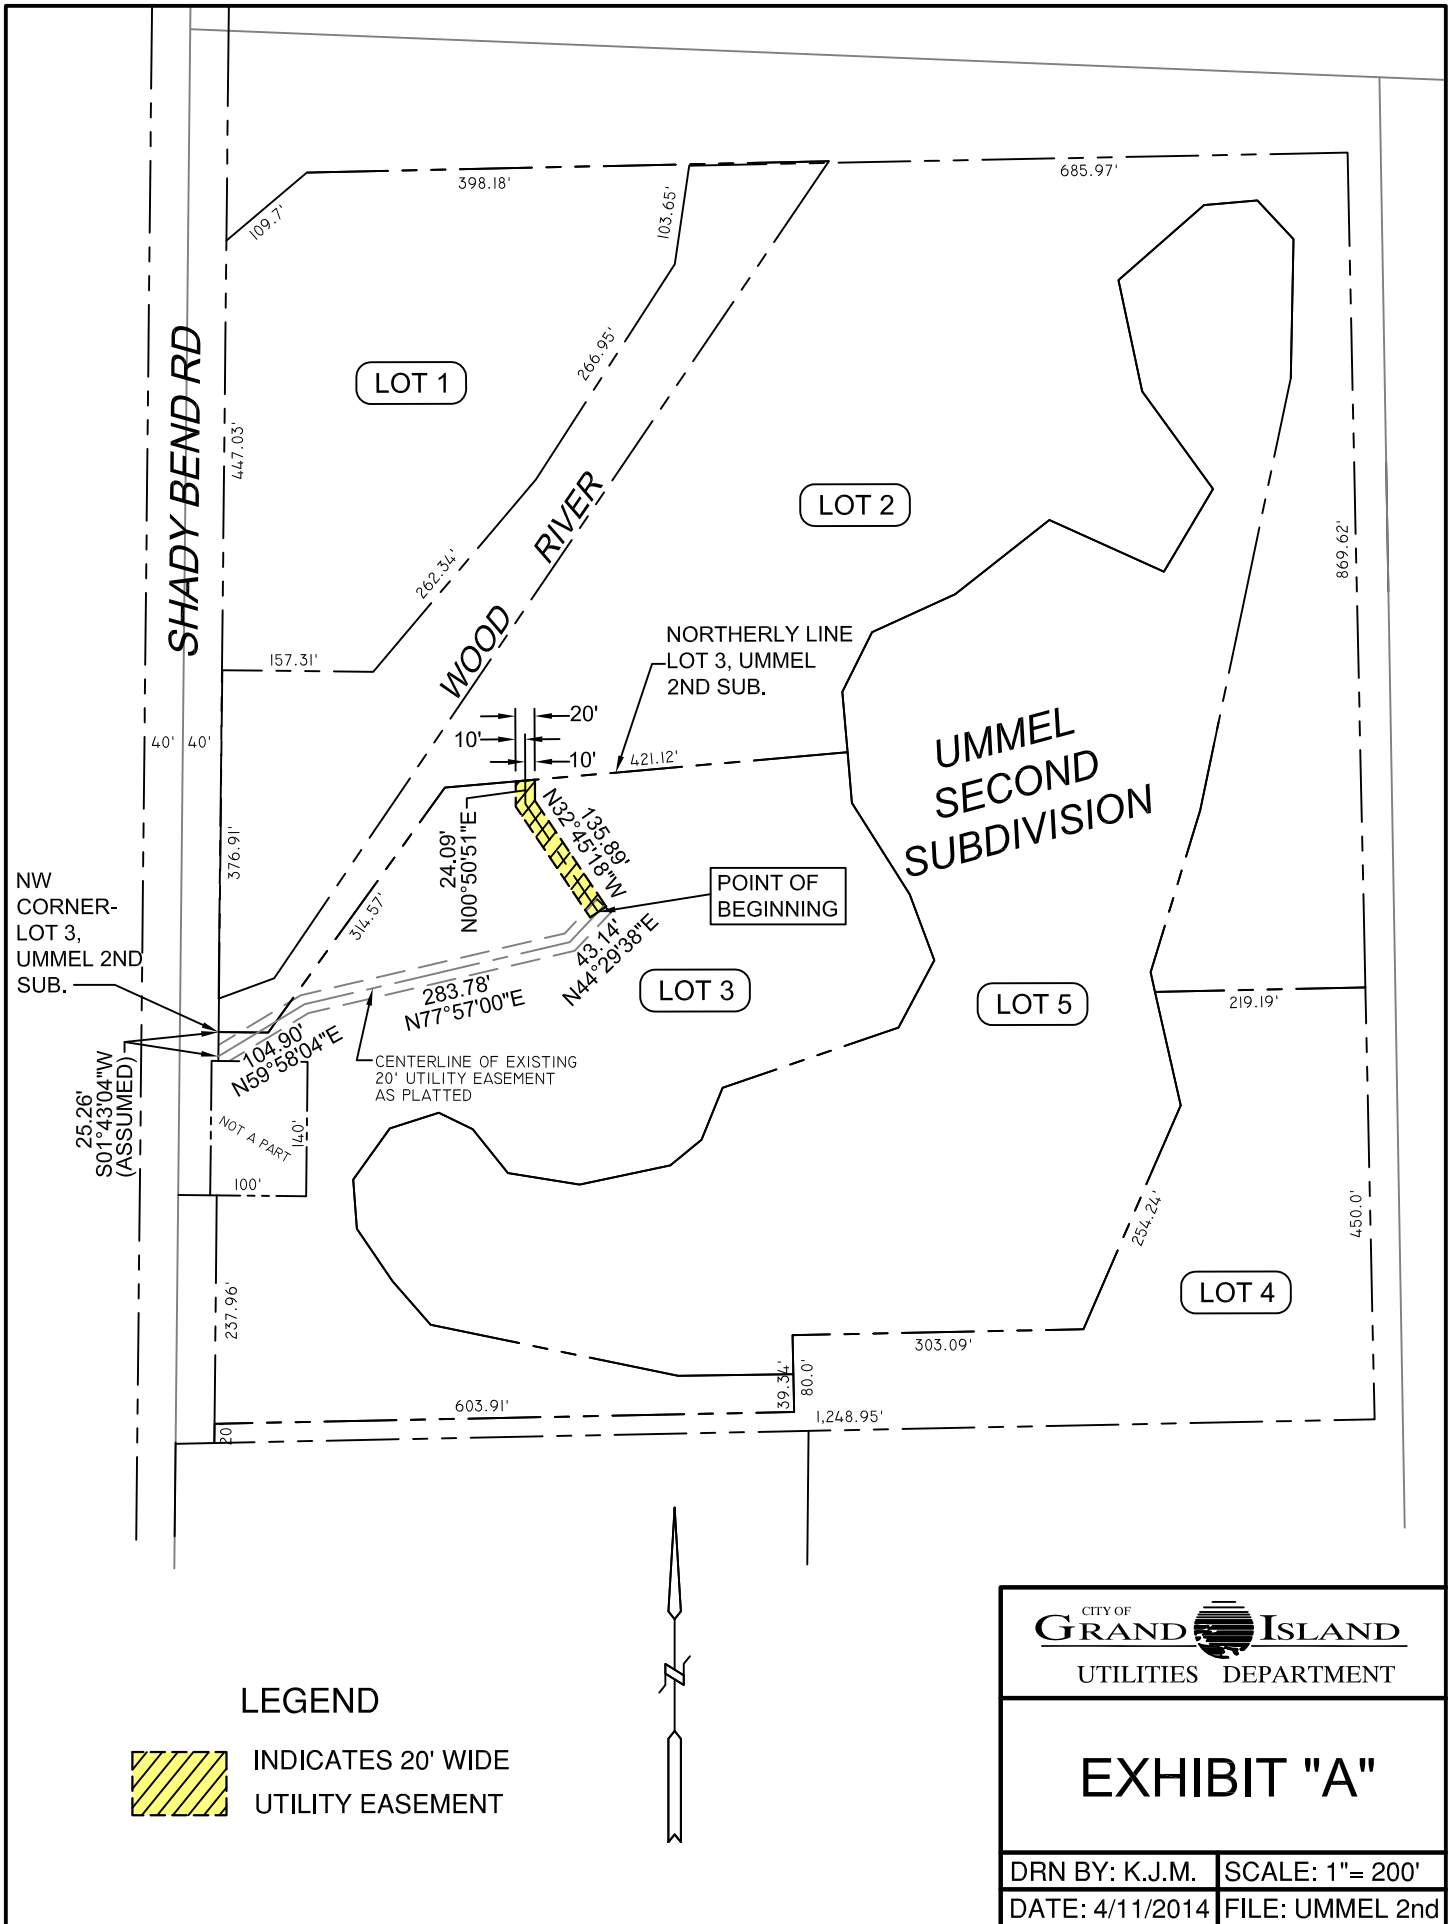 398.18'
685.97'
109.7'
103.65'
266.95'
LOT 1
SHADY BEND RD
447.03'
LOT 2
RIVER
869.62'
262.34'
WOOD
157.31'
NORTHERLY LINE
LOT 3, UMMEL
2ND SUB.
20'
10'
10'
40' 40'
421.12'
UMMEL
SECOND
SUBDIVISION
376.91'
24.09'
N00°50'51"E
135.89'
N32°45'18"W
NW
CORNER-
LOT 3,
UMMEL 2ND
SUB.
POINT OF
BEGINNING
314.57'
43.14'
N44°29'38"E
283.78'
N77°57'00"E
LOT 3
LOT 5
219.19'
104.90'
N59°58'04"E
CENTERLINE OF EXISTING
20' UTILITY EASEMENT
AS PLATTED
25.26'
S01°43'04"W
(ASSUMED)
NOT A PART
140'
100'
254.24'
450.0'
237.96'
LOT 4
303.09'
39.34'
80.0'
603.91'
1,248.95'
20'
LEGEND
INDICATES 20' WIDE
UTILITY EASEMENT
CITY OF
GRAND ISLAND
UTILITIES DEPARTMENT
EXHIBIT "A"
DRN BY: K.J.M.
SCALE: 1"= 200'
DATE: 4/11/2014
FILE: UMMEL 2nd